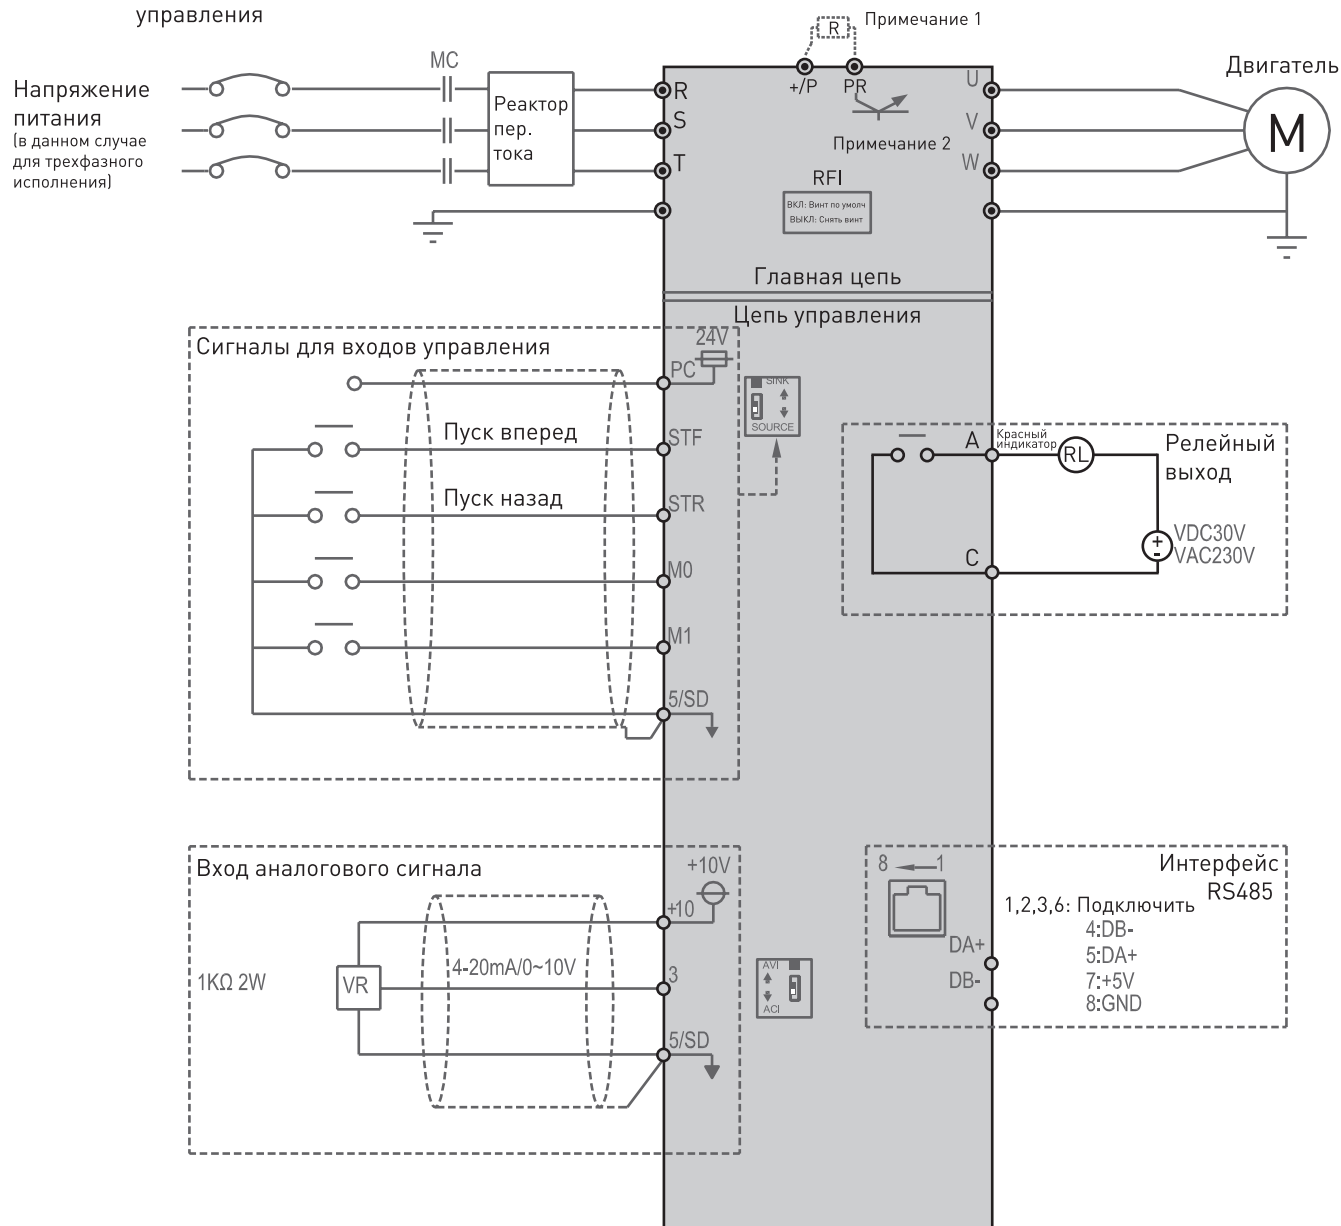 управления
Примечание 1
R
MC
+/P
PR
U
Двигатель
Напряжение
питания
(в данном случае
для трехфазного
исполнения)
Реактор
пер.
тока
R
S
T
Примечание 2
V
W
M
RFI
ВКЛ: Винт по умолч
ВЫКЛ: Снять винт
Главная цепь
Цепь управления
Сигналы для входов управления
24V
PC
SINK
SOURCE
Пуск вперед
STF
Пуск назад
STR
M0
M1
5/SD
A
Красный
индикатор
RL
Релейный
выход
C
+
-
VDC30V
VAC230V
Вход аналогового сигнала
+10V
+10
1KΩ 2W
VR
4-20mA/0~10V
3
AVI
ACI
5/SD
8
1
Интерфейс
RS485
1,2,3,6: Подключить
4:DB-
5:DA+
7:+5V
8:GND
DA+
DB-